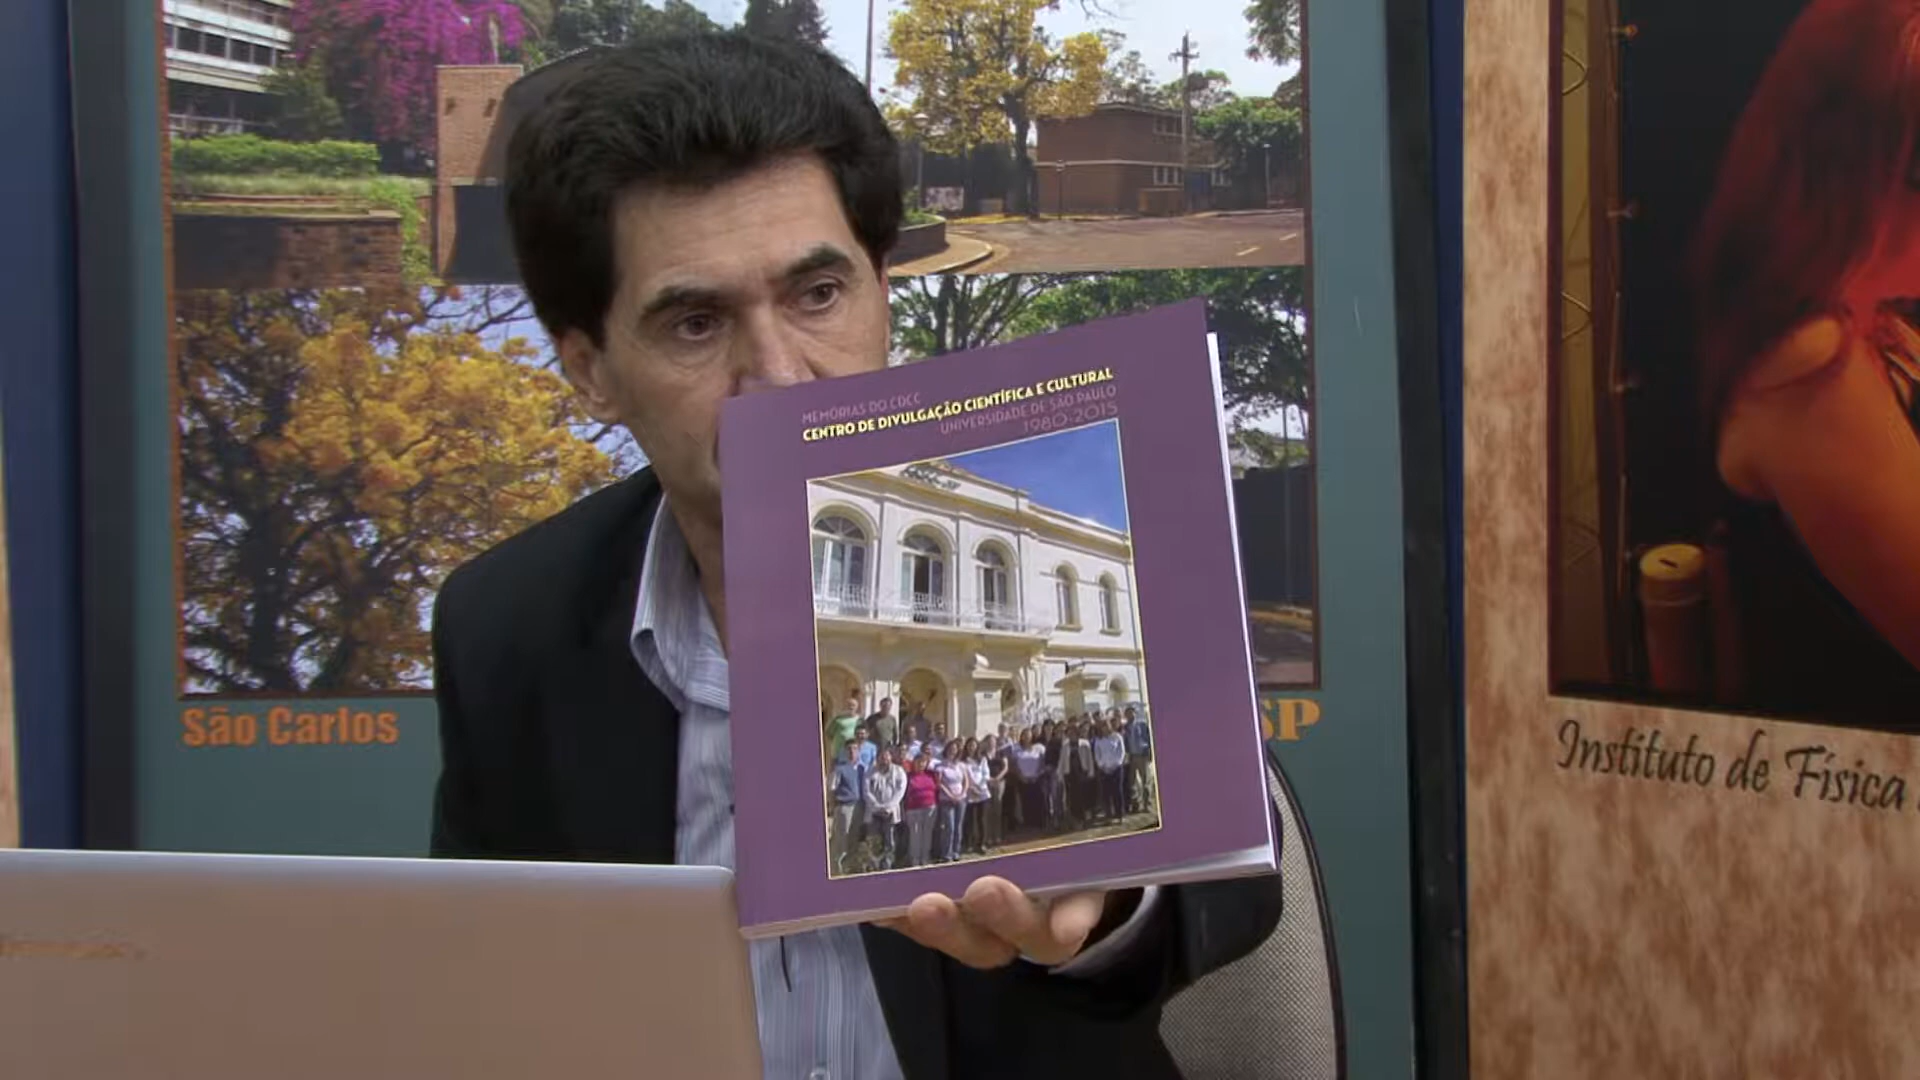 MEMÓRIAS DO CDCC
CENTRO DE DIVULGAÇÃO CIENTÍFICA E CULTURAL
UNIVERSIDADE DE SÃO PAULO
1980-2015
São Carlos
SP
Instituto de Física